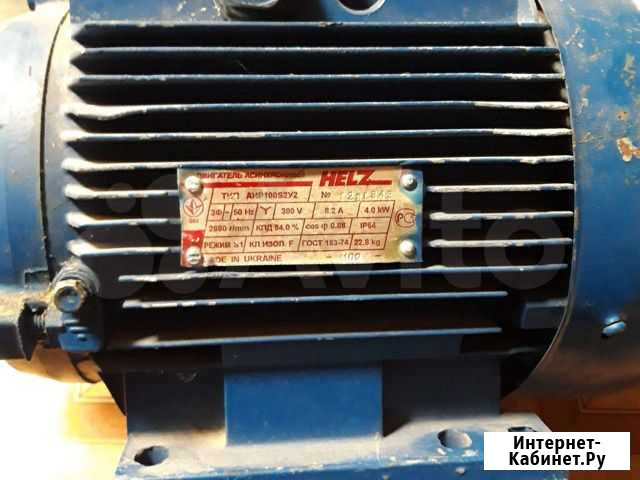 ДВИГАТЕЛЬ АСИНХРОННЫЙ HELZ
ТИП АИР100S2У2 №
3Ф~50 Hz Y 380 V 8.2 A 4.0 kW
2880 r/min КПД 84.0 % cos φ 0.88 IP54
РЕЖИМ S1 КЛ.ИЗОЛ. F ГОСТ 183-74 22.8 kg
MADE IN UKRAINE
Avito
Интернет-
Кабинет.Ру